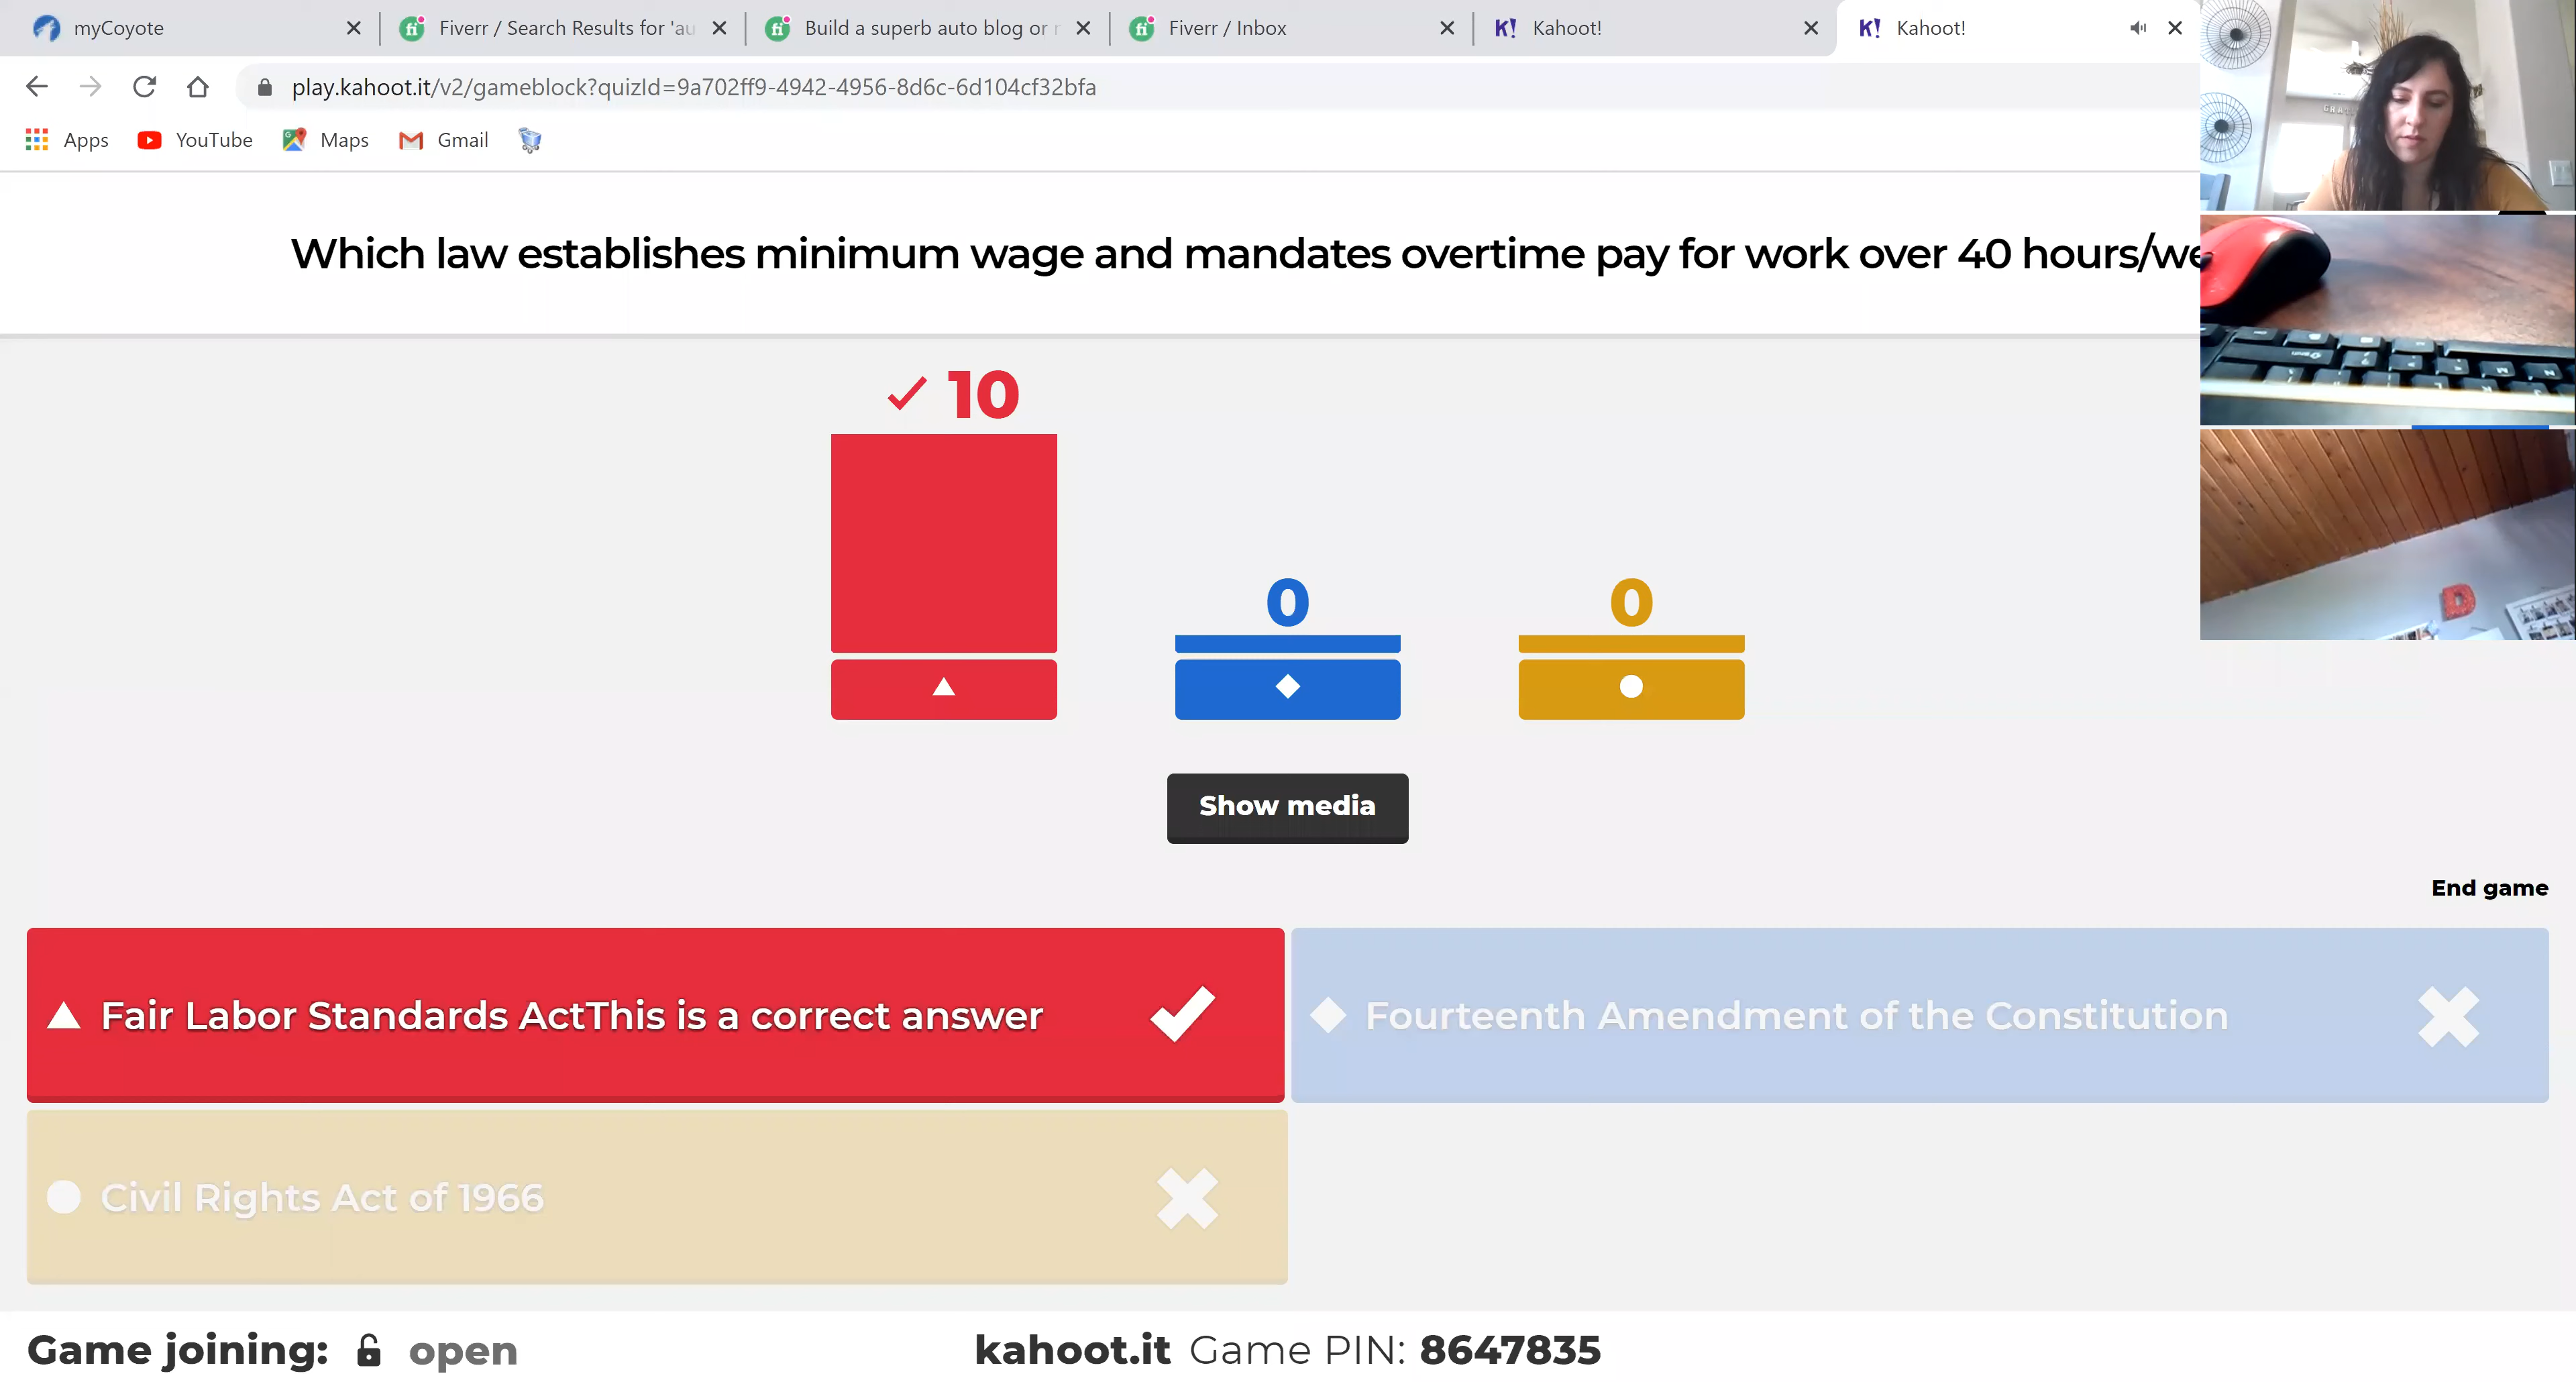 myCoyote
Fiverr / Search Results for 'au
Build a superb auto blog or
Fiverr / Inbox
K! Kahoot!
K! Kahoot!
play.kahoot.it/v2/gameblock?quizId=9a702ff9-4942-4956-8d6c-6d104cf32bfa
Apps
YouTube
Maps
Gmail
Which law establishes minimum wage and mandates overtime pay for work over 40 hours/we
10
0
0
Show media
End game
Fair Labor Standards ActThis is a correct answer
Fourteenth Amendment of the Constitution
Civil Rights Act of 1966
Game joining: open
kahoot.it Game PIN: 8647835